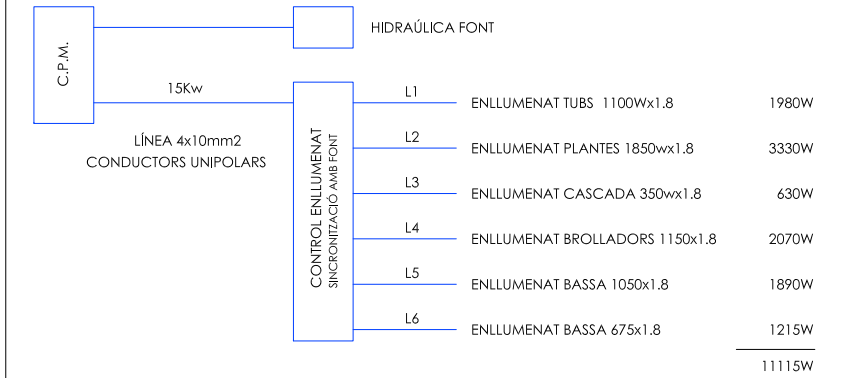 C.P.M.
HIDRAÚLICA FONT
15Kw
LÍNEA 4x10mm2
CONDUCTORS UNIPOLARS
CONTROL ENLLUMENAT
SINCRONITZACIÓ AMB FONT
L1 ENLLUMENAT TUBS 1100Wx1.8 1980W
L2 ENLLUMENAT PLANTES 1850wx1.8 3330W
L3 ENLLUMENAT CASCADA 350wx1.8 630W
L4 ENLLUMENAT BROLLADORS 1150x1.8 2070W
L5 ENLLUMENAT BASSA 1050x1.8 1890W
L6 ENLLUMENAT BASSA 675x1.8 1215W
11115W